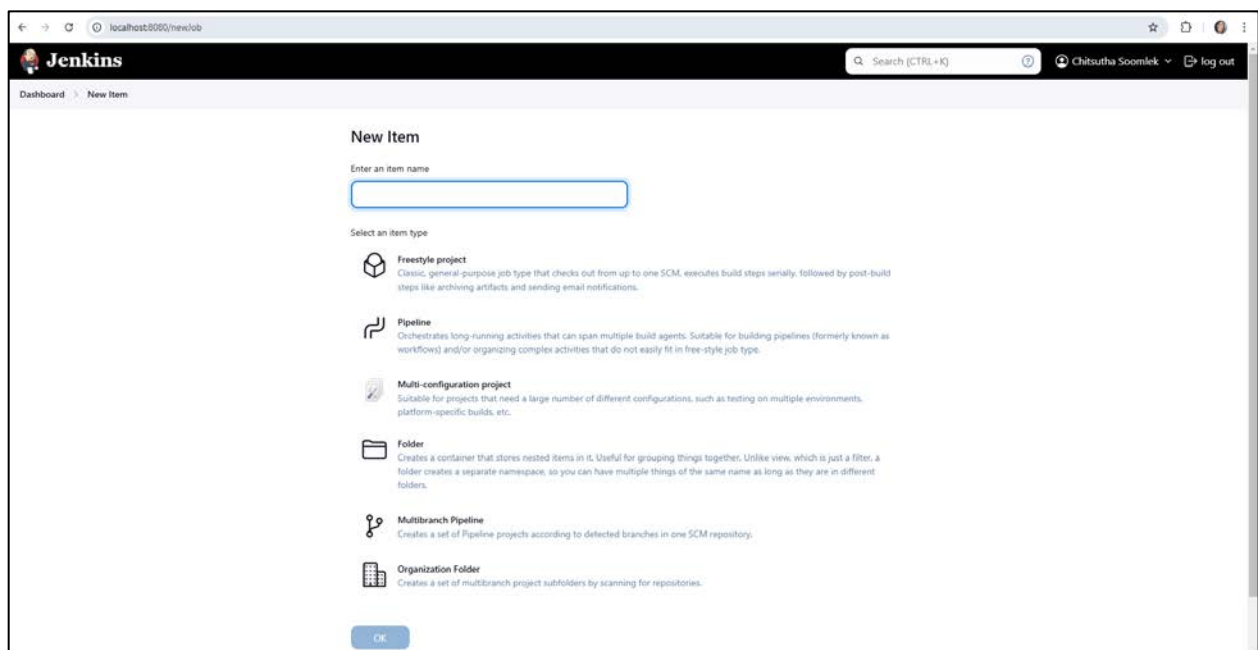 localhost:8080/newJob
Jenkins
Search (CTRL+K)
Chitsutha Soomlek
log out
Dashboard > New Item
New Item
Enter an item name
Select an item type
Freestyle project
Classic, general-purpose job type that checks out from up to one SCM, executes build steps serially, followed by post-build
steps like archiving artifacts and sending email notifications.
Pipeline
Orchestrates long-running activities that can span multiple build agents. Suitable for building pipelines (formerly known as
workflows) and/or organizing complex activities that do not easily fit in free-style job type.
Multi-configuration project
Suitable for projects that need a large number of different configurations, such as testing on multiple environments,
platform-specific builds, etc.
Folder
Creates a container that stores nested items in it. Useful for grouping things together. Unlike view, which is just a filter, a
folder creates a separate namespace, so you can have multiple things of the same name as long as they are in different
folders.
Multibranch Pipeline
Creates a set of Pipeline projects according to detected branches in one SCM repository.
Organization Folder
Creates a set of multibranch project subfolders by scanning for repositories.
OK